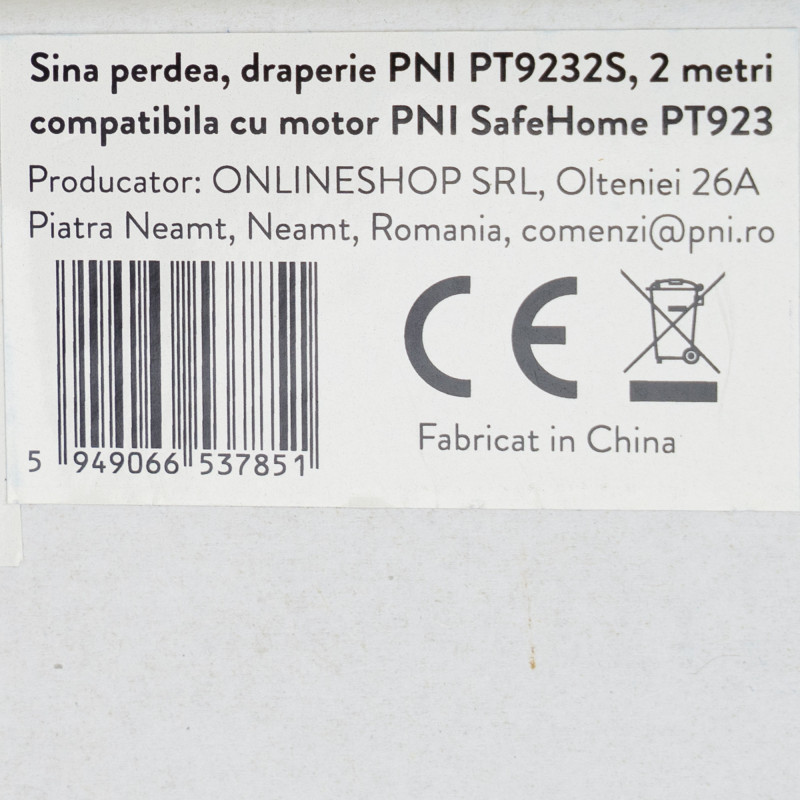 Sina perdea, draperie PNI PT9232S, 2 metri
compatibila cu motor PNI SafeHome PT923
Producator: ONLINESHOP SRL, Olteniei 26A
Piatra Neamt, Neamt, Romania, comenzi@pni.ro
CE
Fabricat in China
5 949066 537851